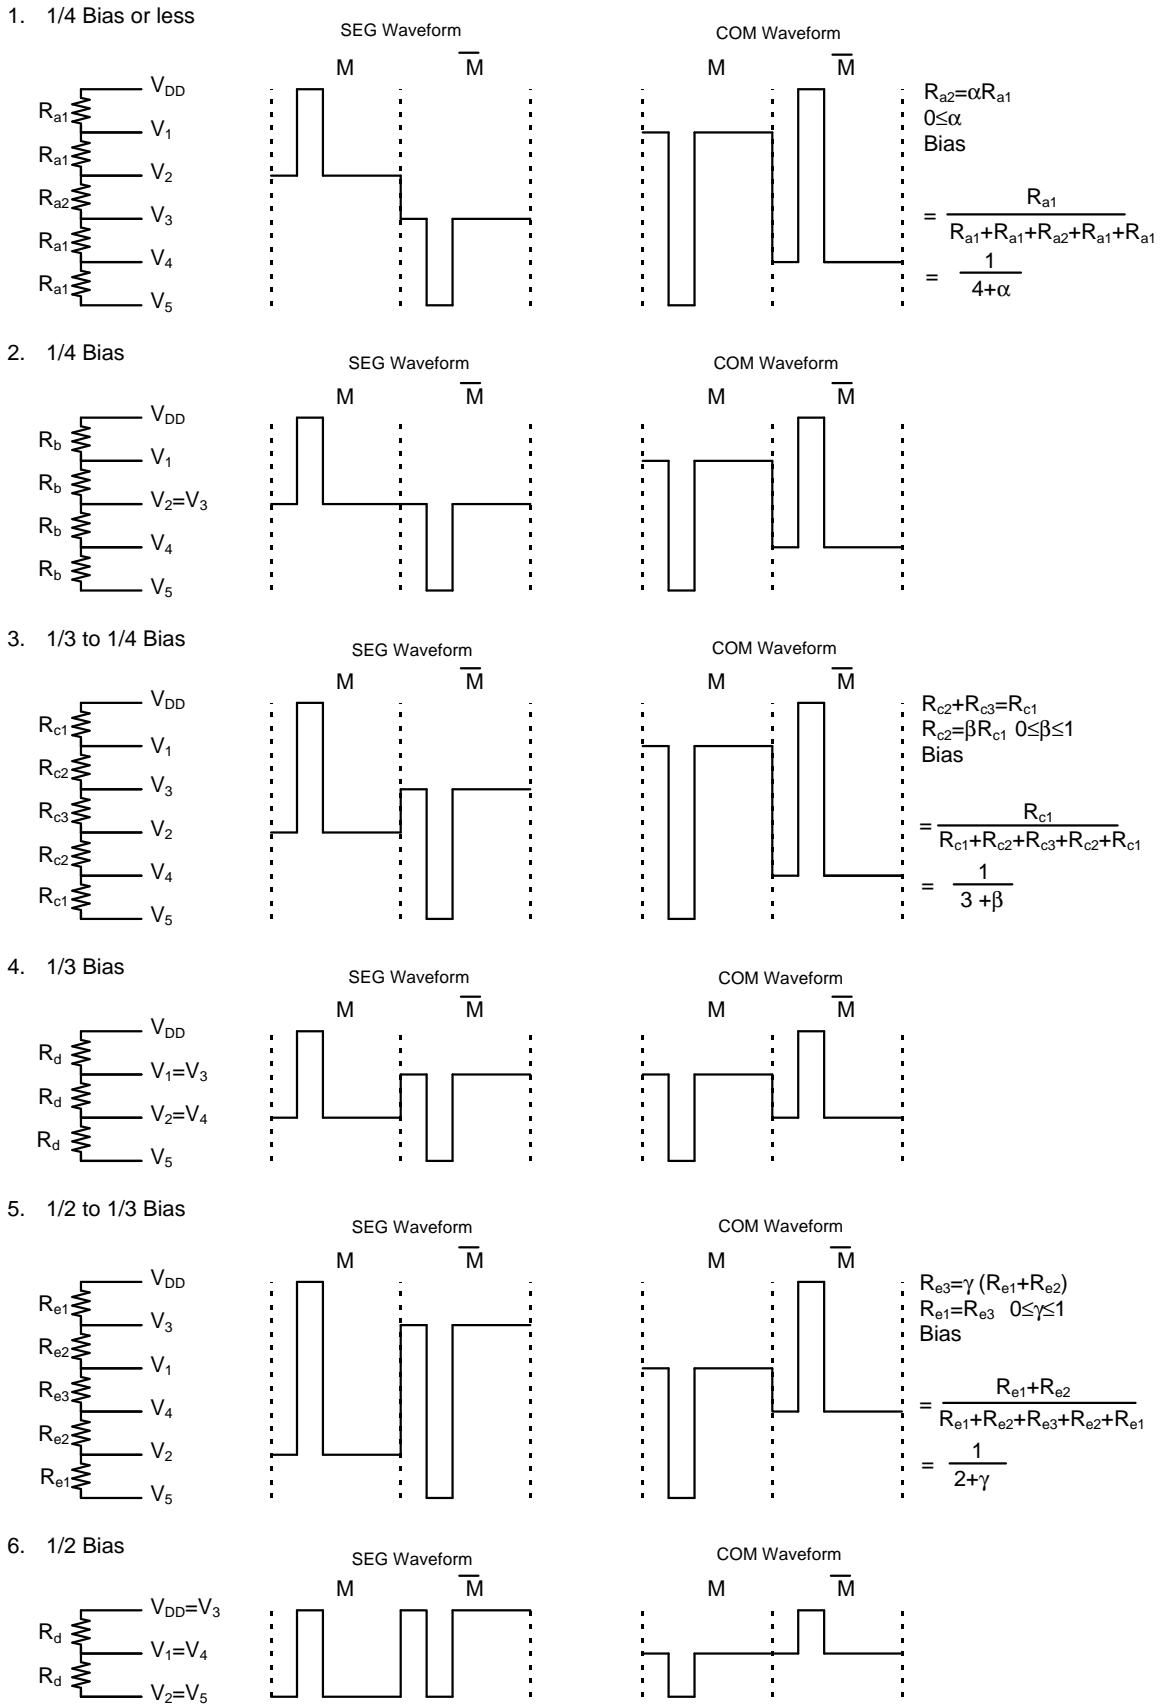 1. 1/4 Bias or less
SEG Waveform
COM Waveform
M M̅
M M̅
VDD
Ra1
V1
Ra1
V2
Ra2
V3
Ra1
V4
Ra1
V5
Ra2=αRa1
0≤α
Bias
= Ra1
Ra1+Ra1+Ra2+Ra1+Ra1
= 1
4+α
2. 1/4 Bias
SEG Waveform
COM Waveform
M M̅
M M̅
VDD
Rb
V1
Rb
V2=V3
Rb
V4
Rb
V5
3. 1/3 to 1/4 Bias
SEG Waveform
COM Waveform
M M̅
M M̅
VDD
Rc1
V1
Rc2
V3
Rc3
V2
Rc2
V4
Rc1
V5
Rc2+Rc3=Rc1
Rc2=βRc1 0≤β≤1
Bias
= Rc1
Rc1+Rc2+Rc3+Rc2+Rc1
= 1
3 +β
4. 1/3 Bias
SEG Waveform
COM Waveform
M M̅
M M̅
VDD
Rd
V1=V3
Rd
V2=V4
Rd
V5
5. 1/2 to 1/3 Bias
SEG Waveform
COM Waveform
M M̅
M M̅
VDD
Re1
V3
Re2
V1
Re3
V4
Re2
V2
Re1
V5
Re3=γ (Re1+Re2)
Re1=Re3 0≤γ≤1
Bias
= Re1+Re2
Re1+Re2+Re3+Re2+Re1
= 1
2+γ
6. 1/2 Bias
SEG Waveform
COM Waveform
M M̅
M M̅
VDD=V3
Rd
V1=V4
Rd
V2=V5